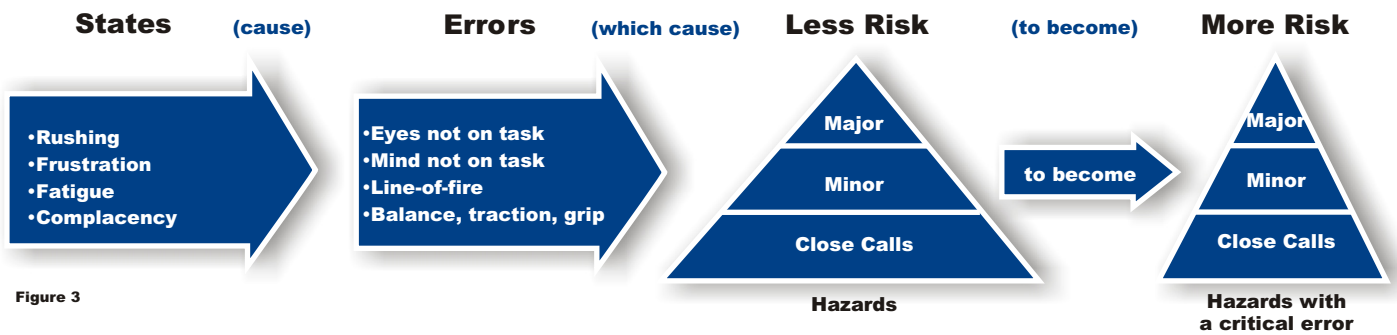 States (cause) Errors (which cause) Less Risk (to become) More Risk
•Rushing
•Frustration
•Fatigue
•Complacency
•Eyes not on task
•Mind not on task
•Line-of-fire
•Balance, traction, grip
Major
Minor
Close Calls
Hazards
to become
Major
Minor
Close Calls
Hazards with
a critical error
Figure 3